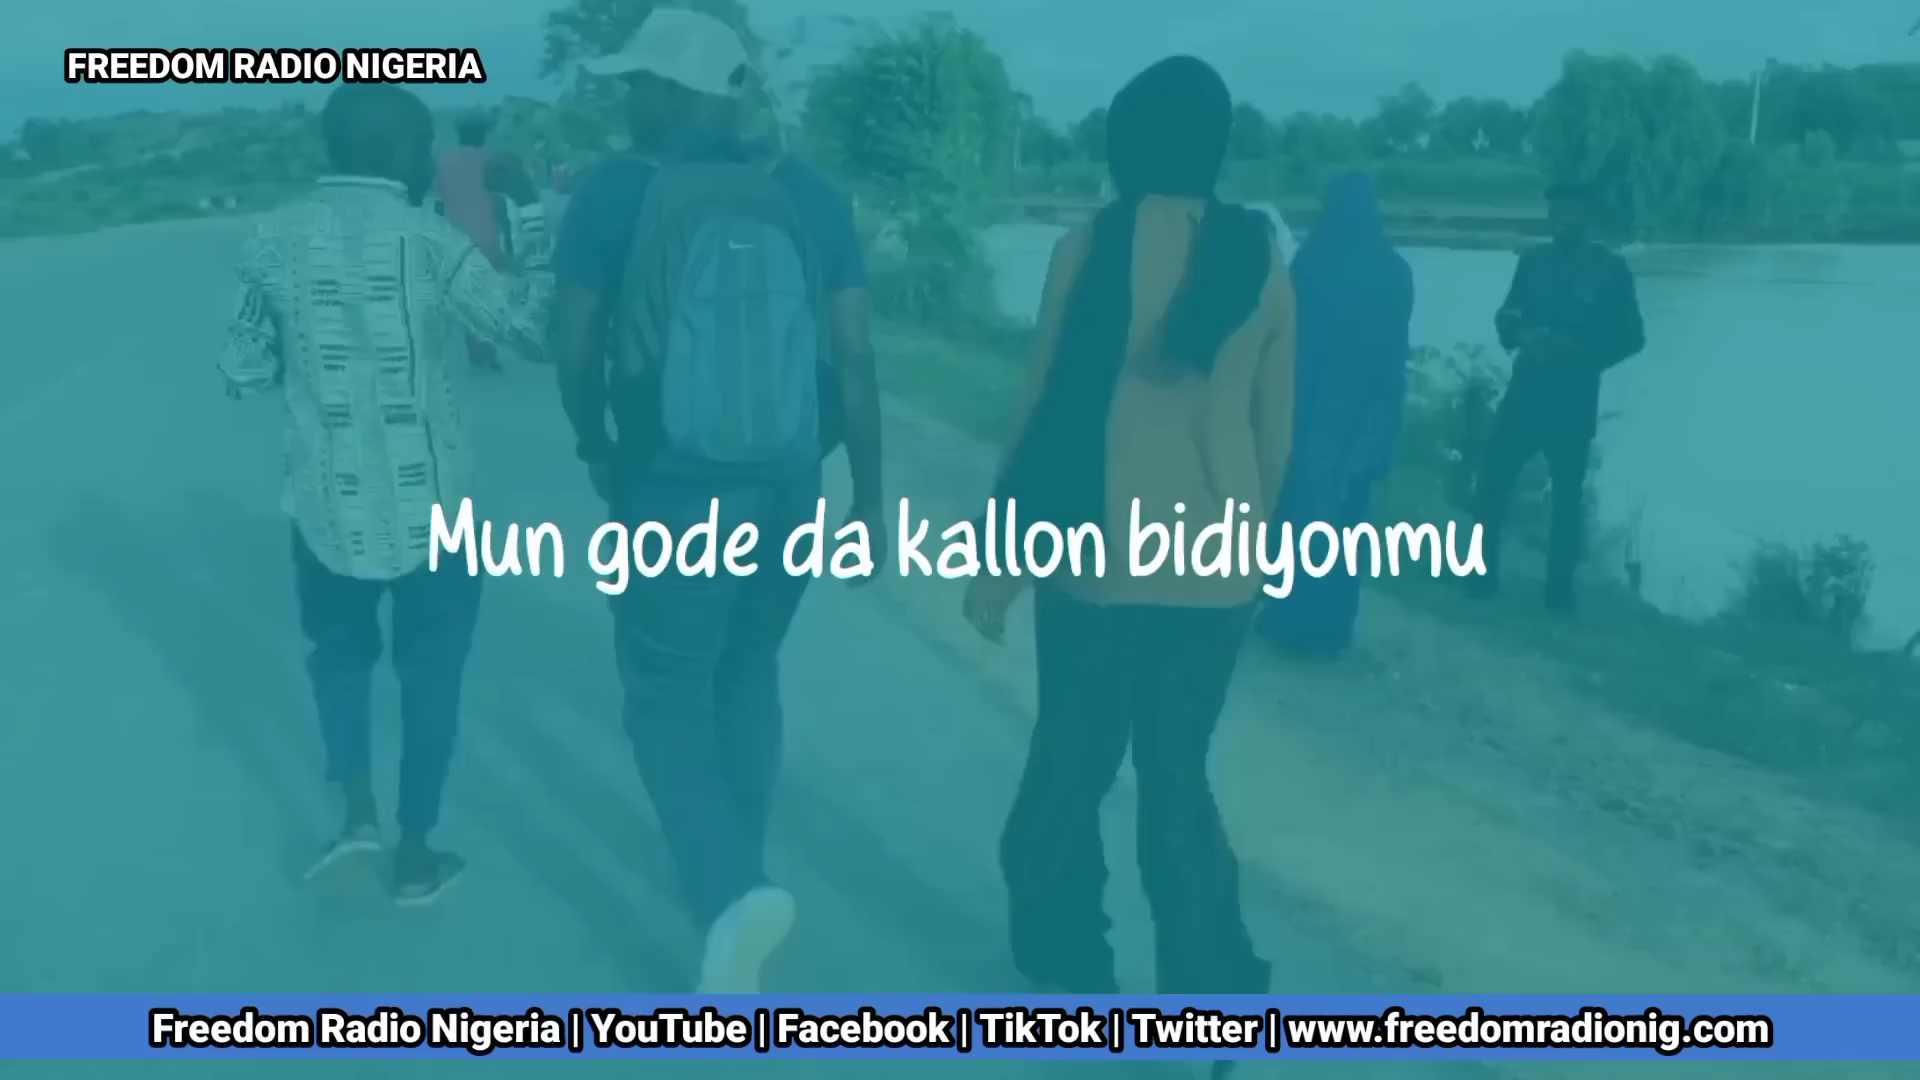 FREEDOM RADIO NIGERIA
Mun gode da kallon bidiyonmu
Freedom Radio Nigeria | YouTube | Facebook | TikTok | Twitter | www.freedomradionig.com